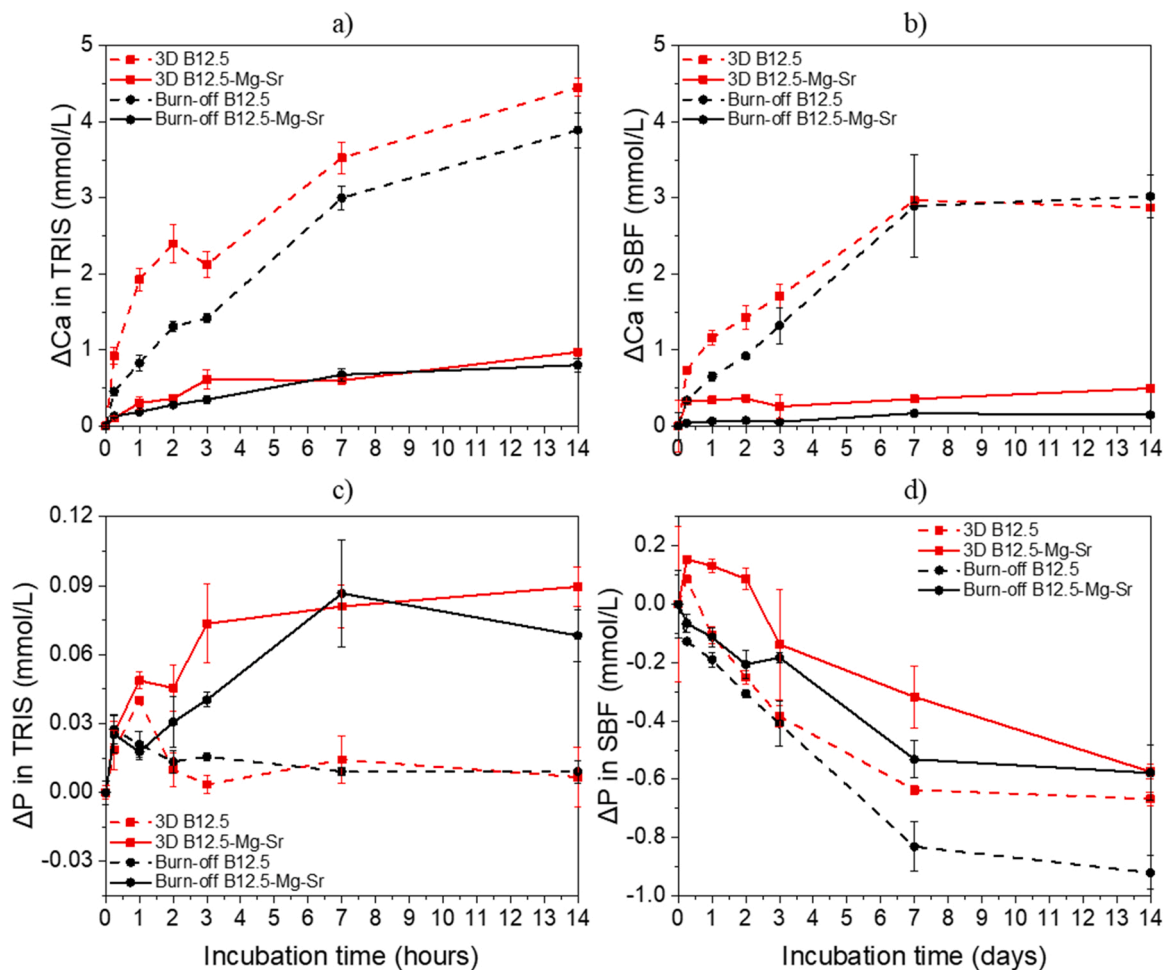 a)
ΔCa in TRIS (mmol/L)
5
4
3
2
1
0
3D B12.5
3D B12.5-Mg-Sr
Burn-off B12.5
Burn-off B12.5-Mg-Sr
0 1 2 3 4 5 6 7 8 9 10 11 12 13 14
b)
ΔCa in SBF (mmol/L)
5
4
3
2
1
0
3D B12.5
3D B12.5-Mg-Sr
Burn-off B12.5
Burn-off B12.5-Mg-Sr
0 1 2 3 4 5 6 7 8 9 10 11 12 13 14
c)
ΔP in TRIS (mmol/L)
0.12
0.09
0.06
0.03
0.00
-0.03
3D B12.5
3D B12.5-Mg-Sr
Burn-off B12.5
Burn-off B12.5-Mg-Sr
0 1 2 3 4 5 6 7 8 9 10 11 12 13 14
Incubation time (hours)
d)
ΔP in SBF (mmol/L)
0.2
0.0
-0.2
-0.4
-0.6
-0.8
-1.0
3D B12.5
3D B12.5-Mg-Sr
Burn-off B12.5
Burn-off B12.5-Mg-Sr
0 1 2 3 4 5 6 7 8 9 10 11 12 13 14
Incubation time (days)